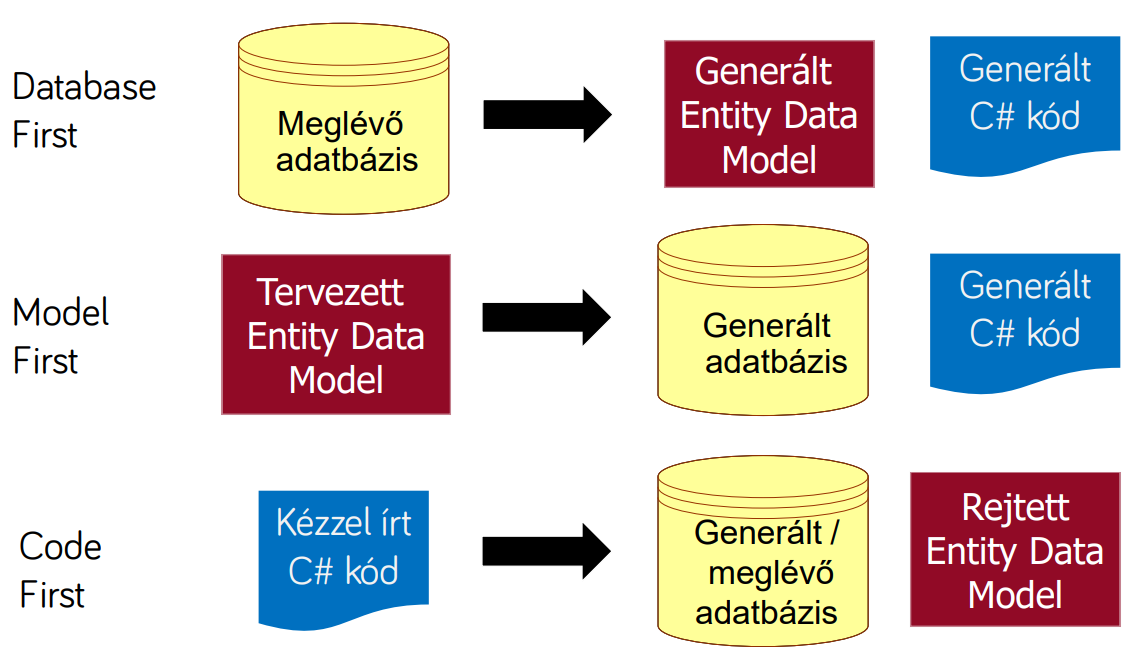 Database
First
Meglévő
adatbázis
Generált
Entity Data
Model
Generált
C# kód
Model
First
Tervezett
Entity Data
Model
Generált
adatbázis
Generált
C# kód
Code
First
Kézzel írt
C# kód
Generált /
meglévő
adatbázis
Rejtett
Entity Data
Model